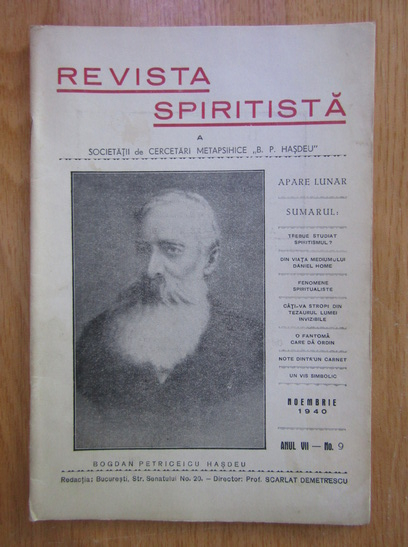 REVISTA
SPIRITISTĂ
A
SOCIETĂȚII de CERCETĂRI METAPSIHICE „B. P. HAȘDEU"
APARE LUNAR
SUMARUL:
TREBUE STUDIAT
SPIRITISMUL?
DIN VIAȚA MEDIUMULUI
DANIEL HOME
FENOMENE
SPIRITUALISTE
CÂȚI-VA STROPI DIN
TEZAURUL LUMEI
INVIZIBILE
O FANTOMĂ
CARE DĂ ORDIN
NOTE DINTR'UN CARNET
UN VIS SIMBOLIC
NOEMBRIE
1940
ANUL VII — No. 9
BOGDAN PETRICEICU HAȘDEU
Redacția: București, Str. Senatului No. 20. – Director: Prof. SCARLAT DEMETRESCU